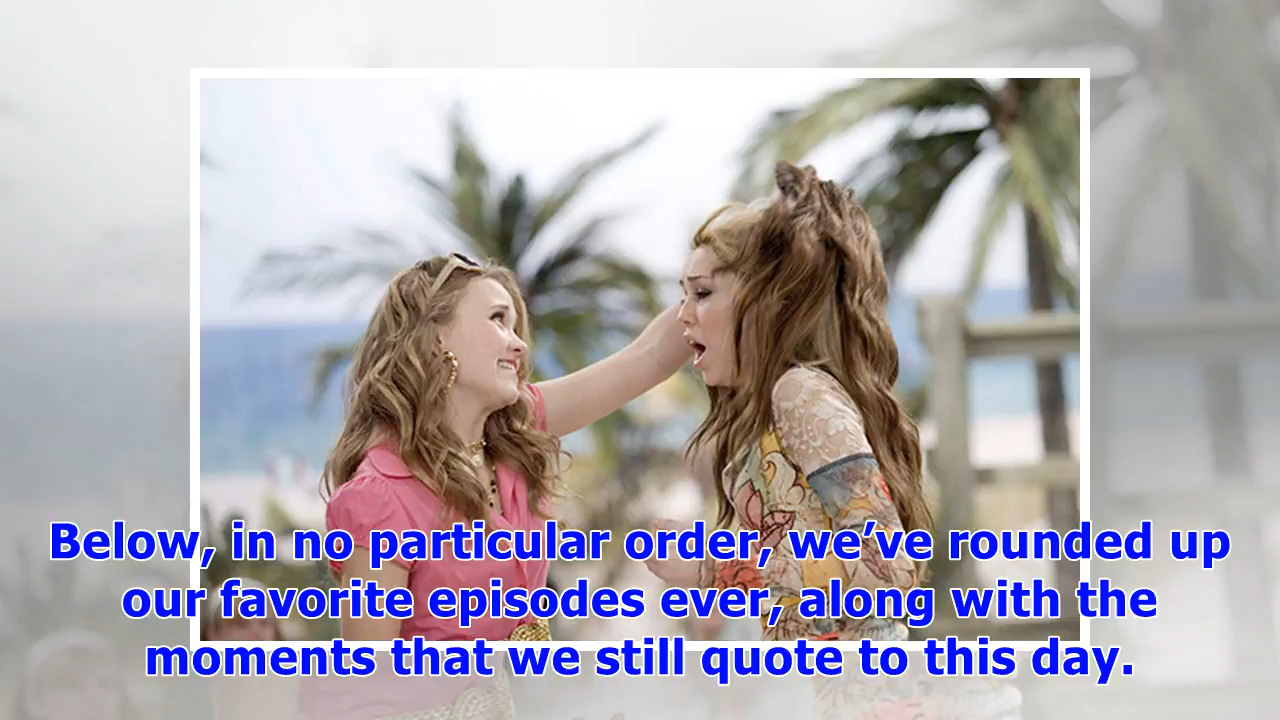 Below, in no particular order, we’ve rounded up
our favorite episodes ever, along with the
moments that we still quote to this day.